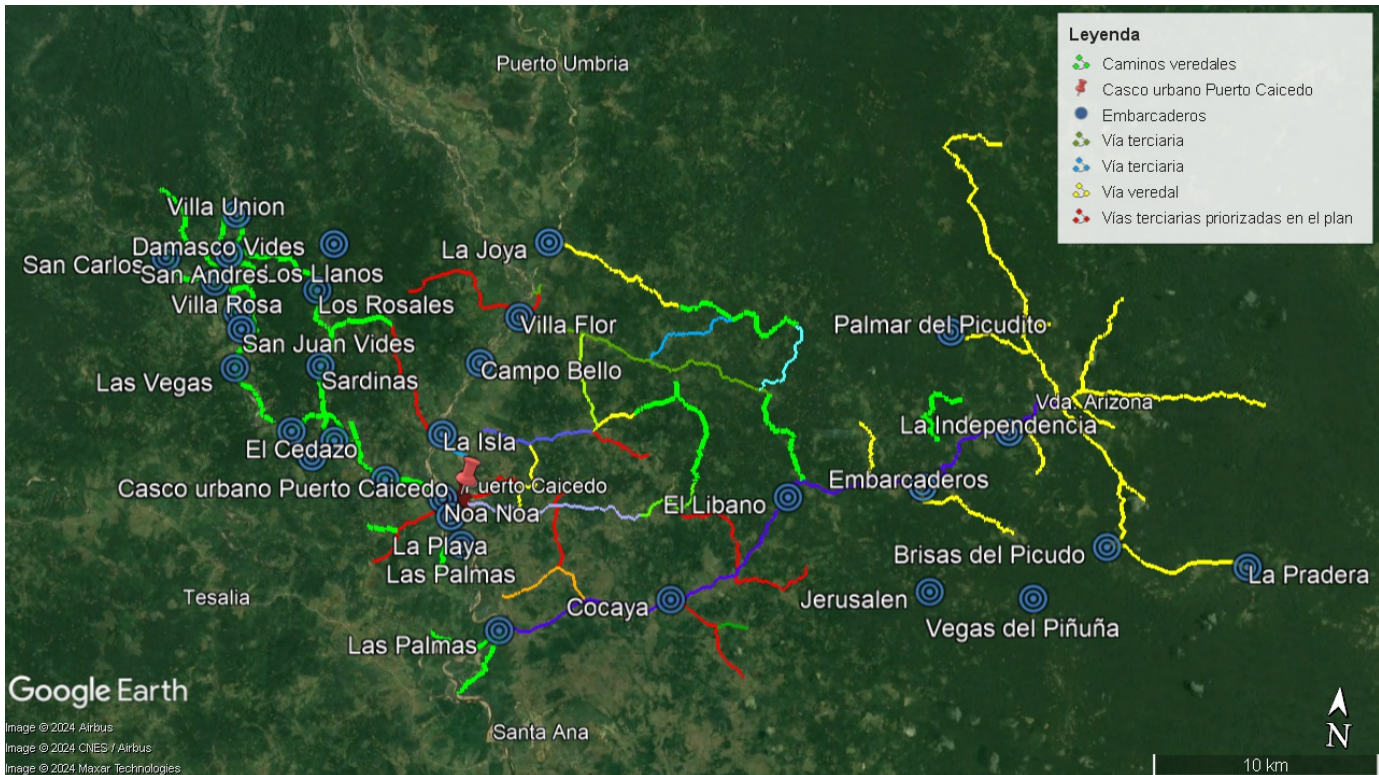 Puerto Umbria
Leyenda
Caminos veredales
Casco urbano Puerto Caicedo
Embarcaderos
Vía terciaria
Vía terciaria
Vía veredal
Vías terciarias priorizadas en el plan
Villa Union
Damasco Vides
La Joya
San Carlos
San Andres
Los Llanos
Villa Rosa
Los Rosales
Villa Flor
Palmar del Picudito
San Juan Vides
Campo Bello
Las Vegas
Sardinas
Vda. Arizona
La Independencia
La Isla
El Cedazo
Embarcaderos
Casco urbano Puerto Caicedo
Puerto Caicedo
El Libano
Noa Noa
La Playa
Brisas del Picudo
Las Palmas
La Pradera
Tesalia
Cocaya
Jerusalen
Vegas del Piñuña
Las Palmas
Google Earth
Santa Ana
Image © 2024 Airbus
Image © 2024 CNES / Airbus
Image © 2024 Maxar Technologies
N
10 km